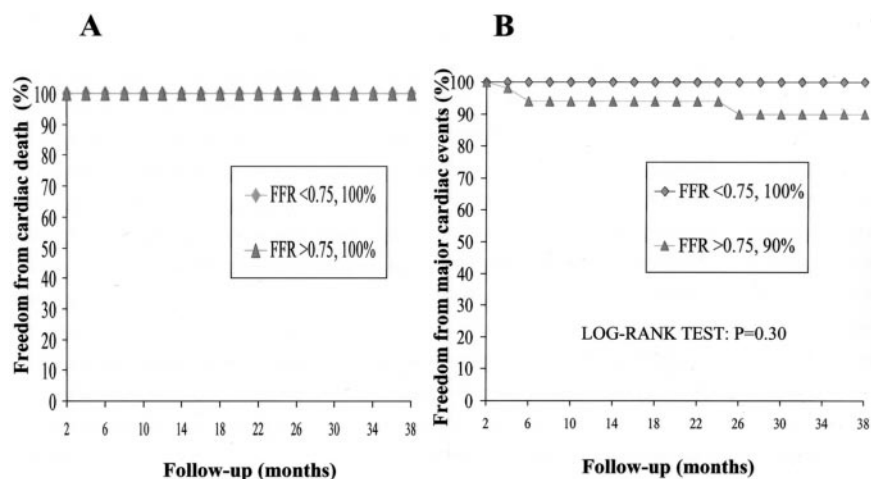 A
Freedom from cardiac death (%)
100
90
80
70
60
50
40
30
20
10
0
FFR <0.75, 100%
FFR >0.75, 100%
2 6 10 14 18 22 26 30 34 38
Follow-up (months)
B
Freedom from major cardiac events (%)
100
90
80
70
60
50
40
30
20
10
0
FFR <0.75, 100%
FFR >0.75, 90%
LOG-RANK TEST: P=0.30
2 6 10 14 18 22 26 30 34 38
Follow-up (months)